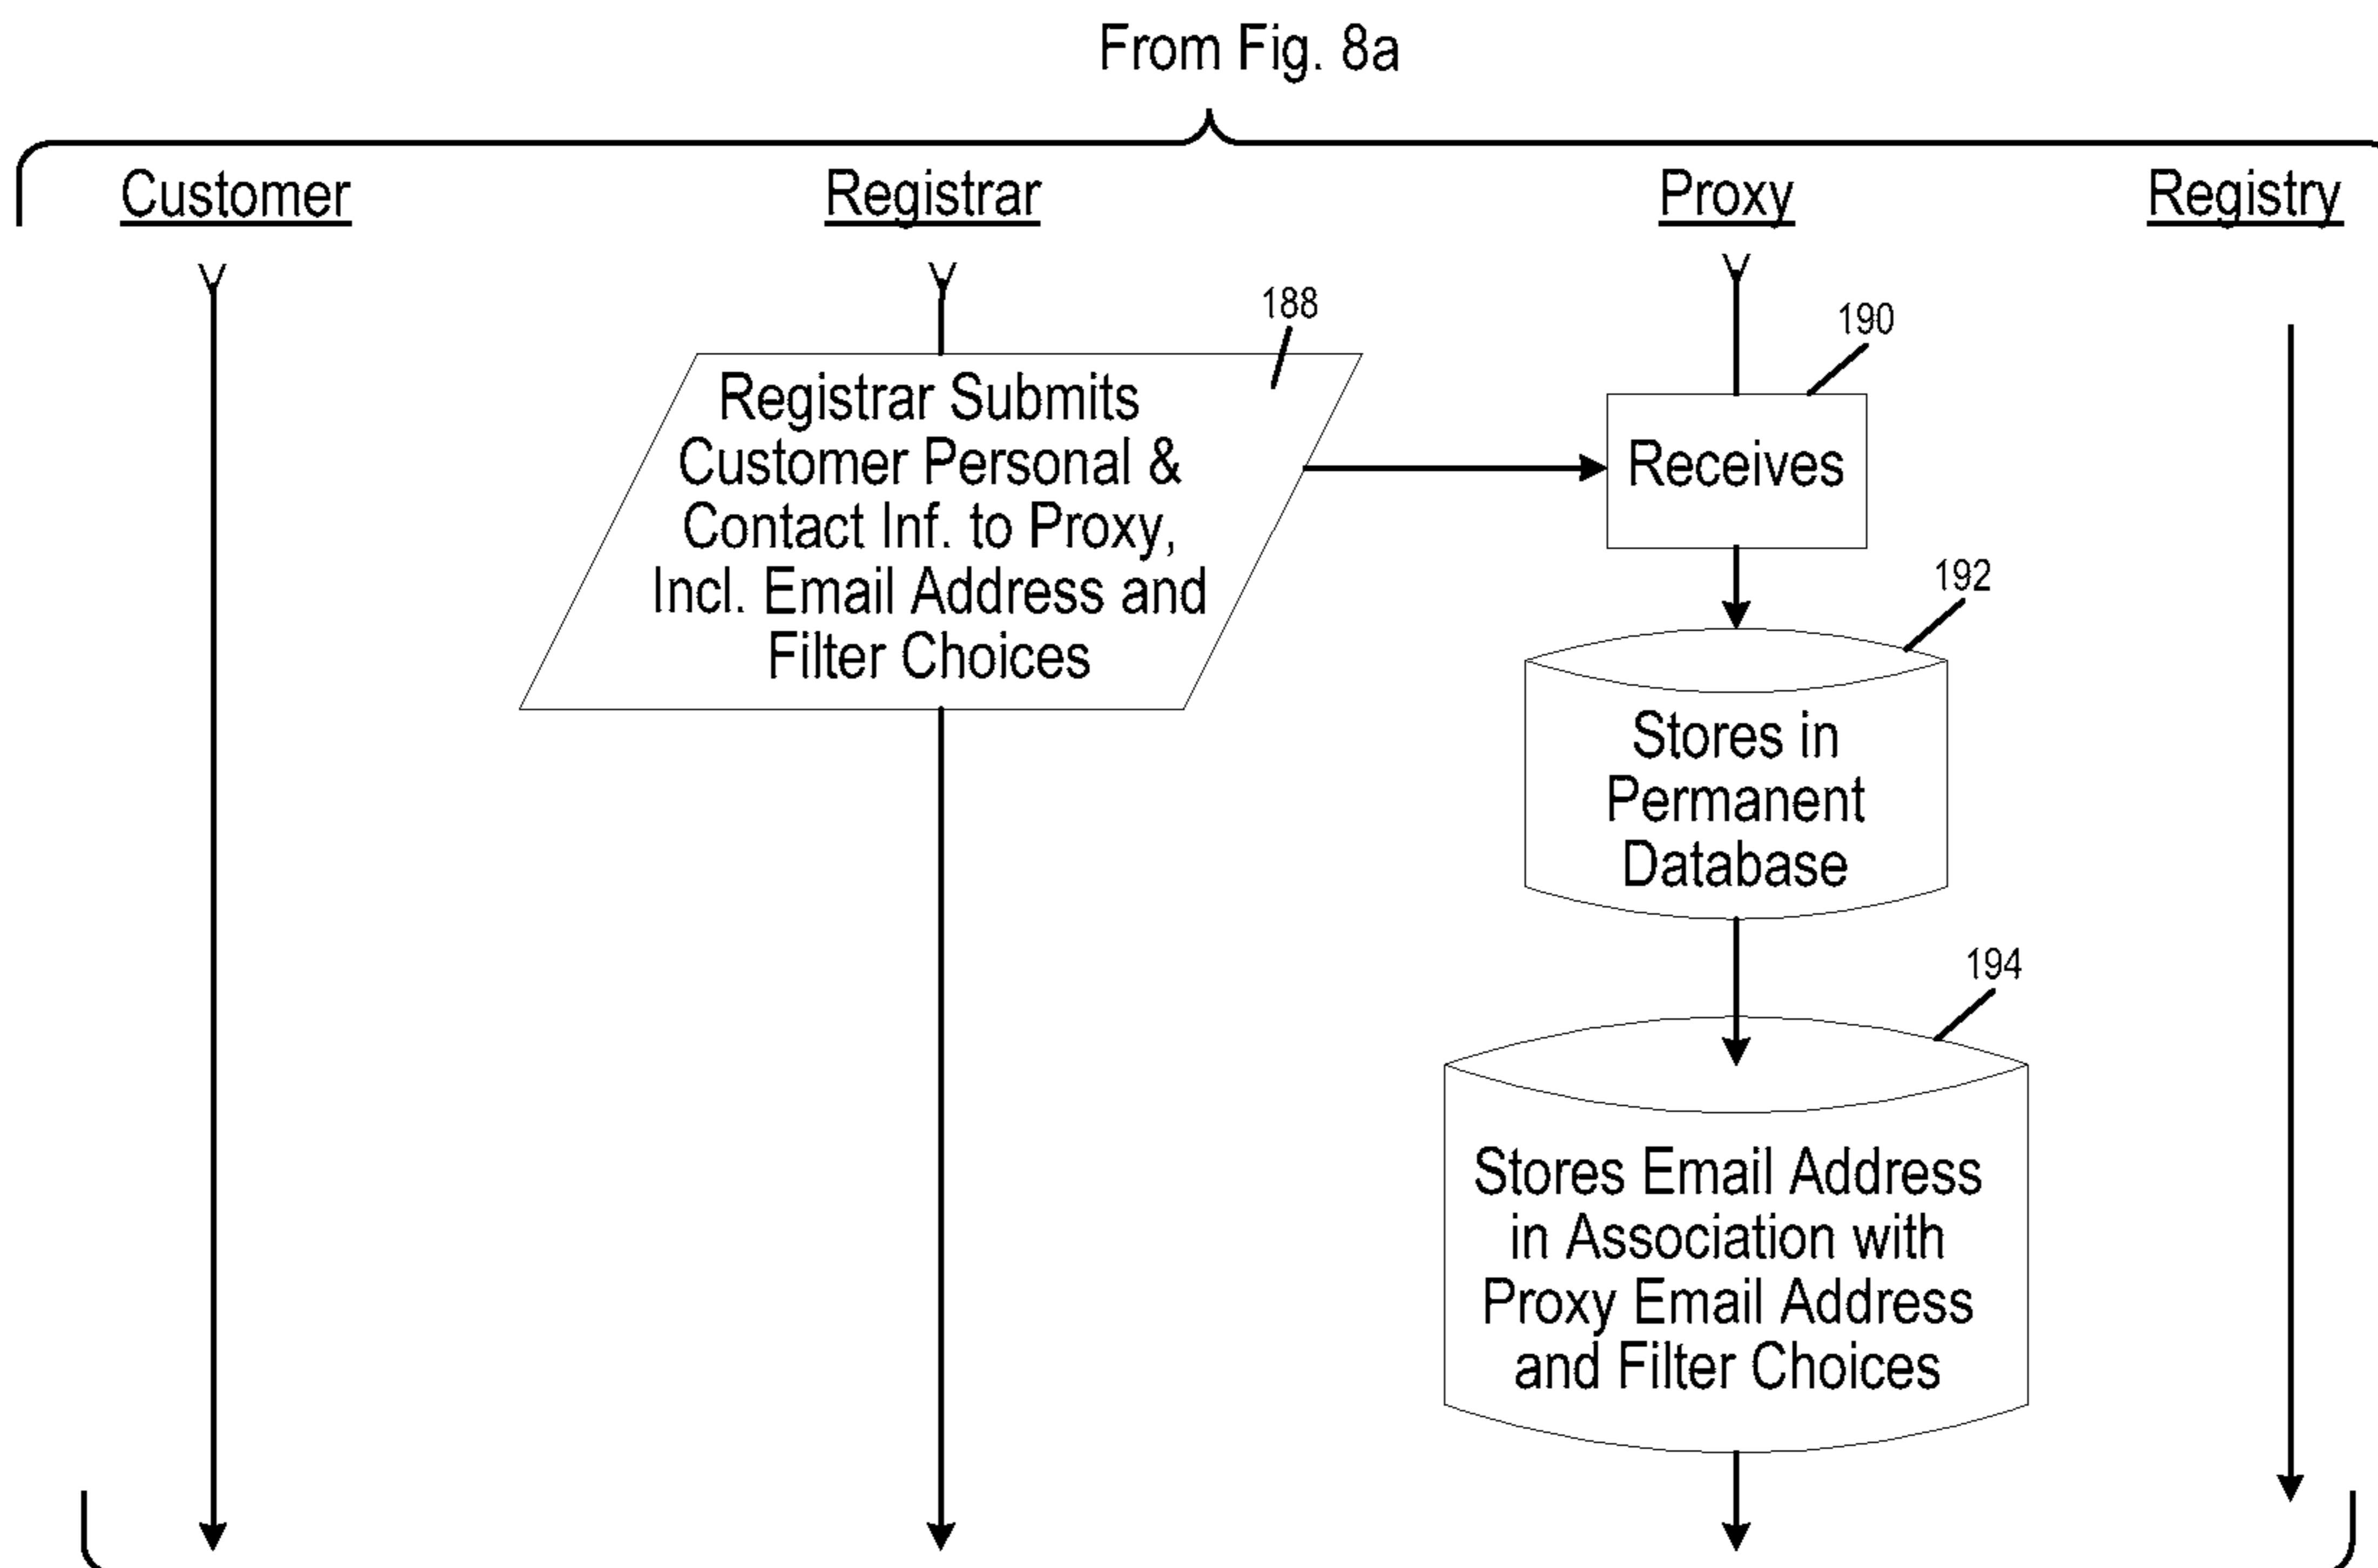 From Fig. 8a
Customer
Registrar
Proxy
Registry
188
Registrar Submits
Customer Personal &
Contact Inf. to Proxy,
Incl. Email Address and
Filter Choices
190
Receives
192
Stores in
Permanent
Database
194
Stores Email Address
in Association with
Proxy Email Address
and Filter Choices